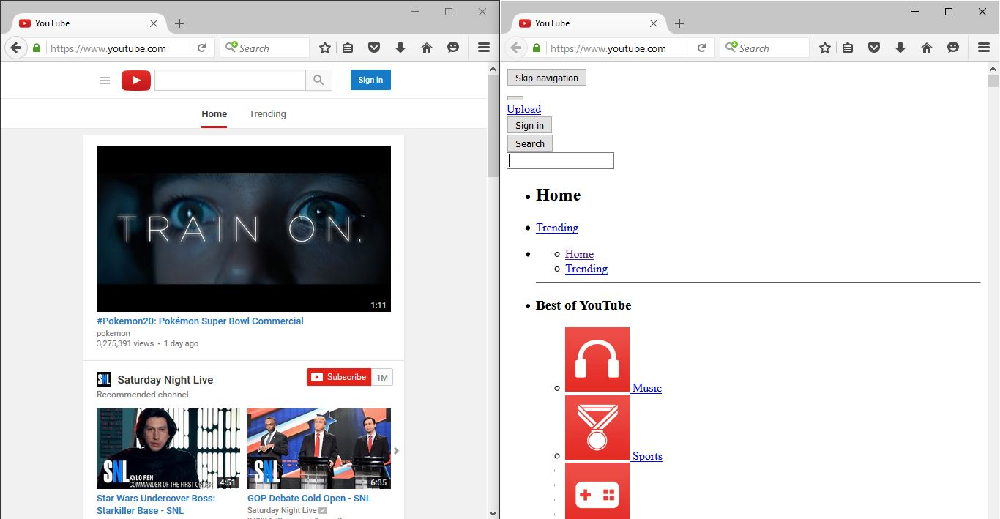 YouTube
https://www.youtube.com
Search
Sign in
Home Trending
TRAIN ON.™
1:11
#Pokemon20: Pokémon Super Bowl Commercial
pokemon
3,275,391 views • 1 day ago
SNL Saturday Night Live
Subscribe 1M
Recommended channel
SNL KYLO REN
COMMANDER OF THE FIRST ORDER
4:51
SNL
6:35
Star Wars Undercover Boss:
Starkiller Base - SNL
GOP Debate Cold Open - SNL
Saturday Night Live
YouTube
https://www.youtube.com
Search
Skip navigation
Upload
Sign in
Search
Home
Trending
Home
Trending
Best of YouTube
Music
Sports